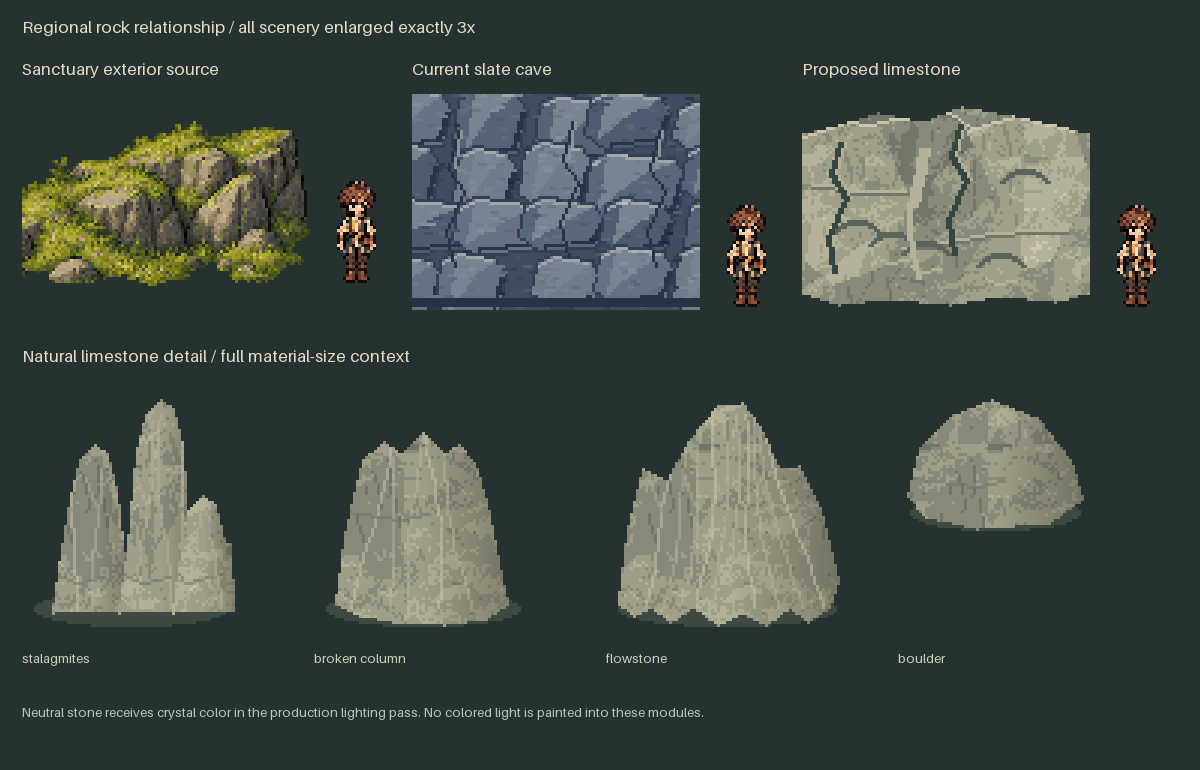 Regional rock relationship / all scenery enlarged exactly 3x
Sanctuary exterior source
Current slate cave
Proposed limestone
Natural limestone detail / full material-size context
stalagmites
broken column
flowstone
boulder
Neutral stone receives crystal color in the production lighting pass. No colored light is painted into these modules.